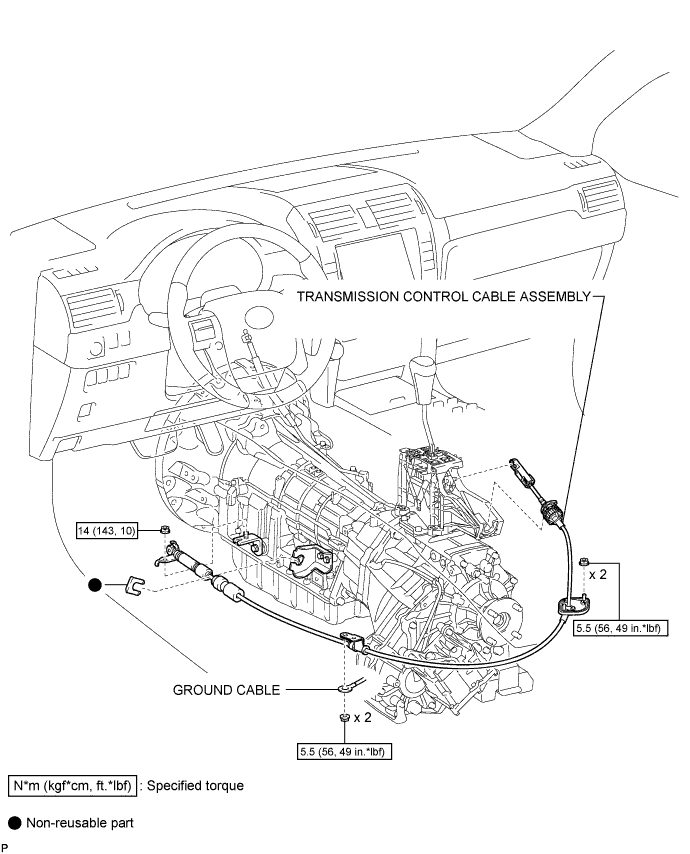 TRANSMISSION CONTROL CABLE ASSEMBLY
14 (143, 10)
x 2
5.5 (56, 49 in.*lbf)
GROUND CABLE
x 2
5.5 (56, 49 in.*lbf)
N*m (kgf*cm, ft.*lbf) : Specified torque
Non-reusable part
P